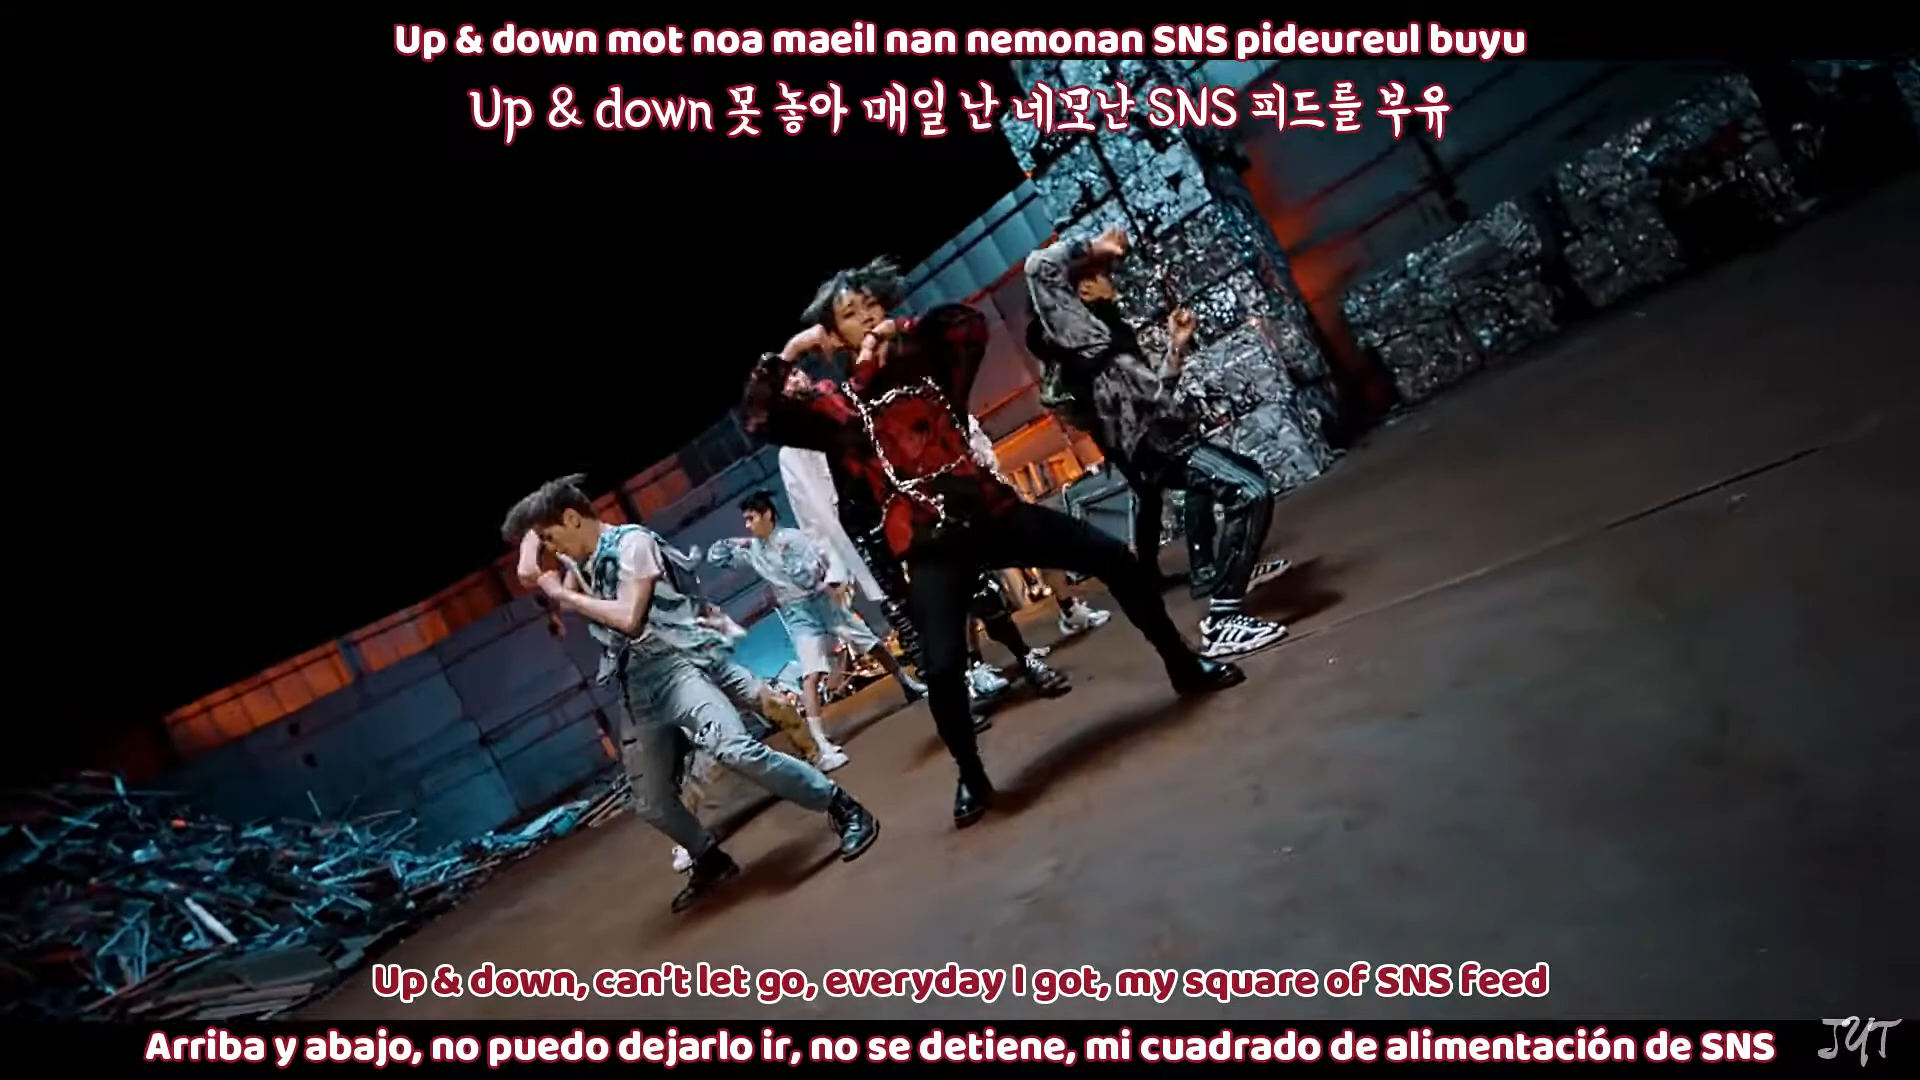 Up & down mot noa maeil nan nemonan SNS pideureul buyu
Up & down 못 놓아 매일 난 네모난 SNS 피드를 부유
Up & down, can't let go, everyday I got, my square of SNS feed
Arriba y abajo, no puedo dejarlo ir, no se detiene, mi cuadrado de alimentación de SNS
JYT